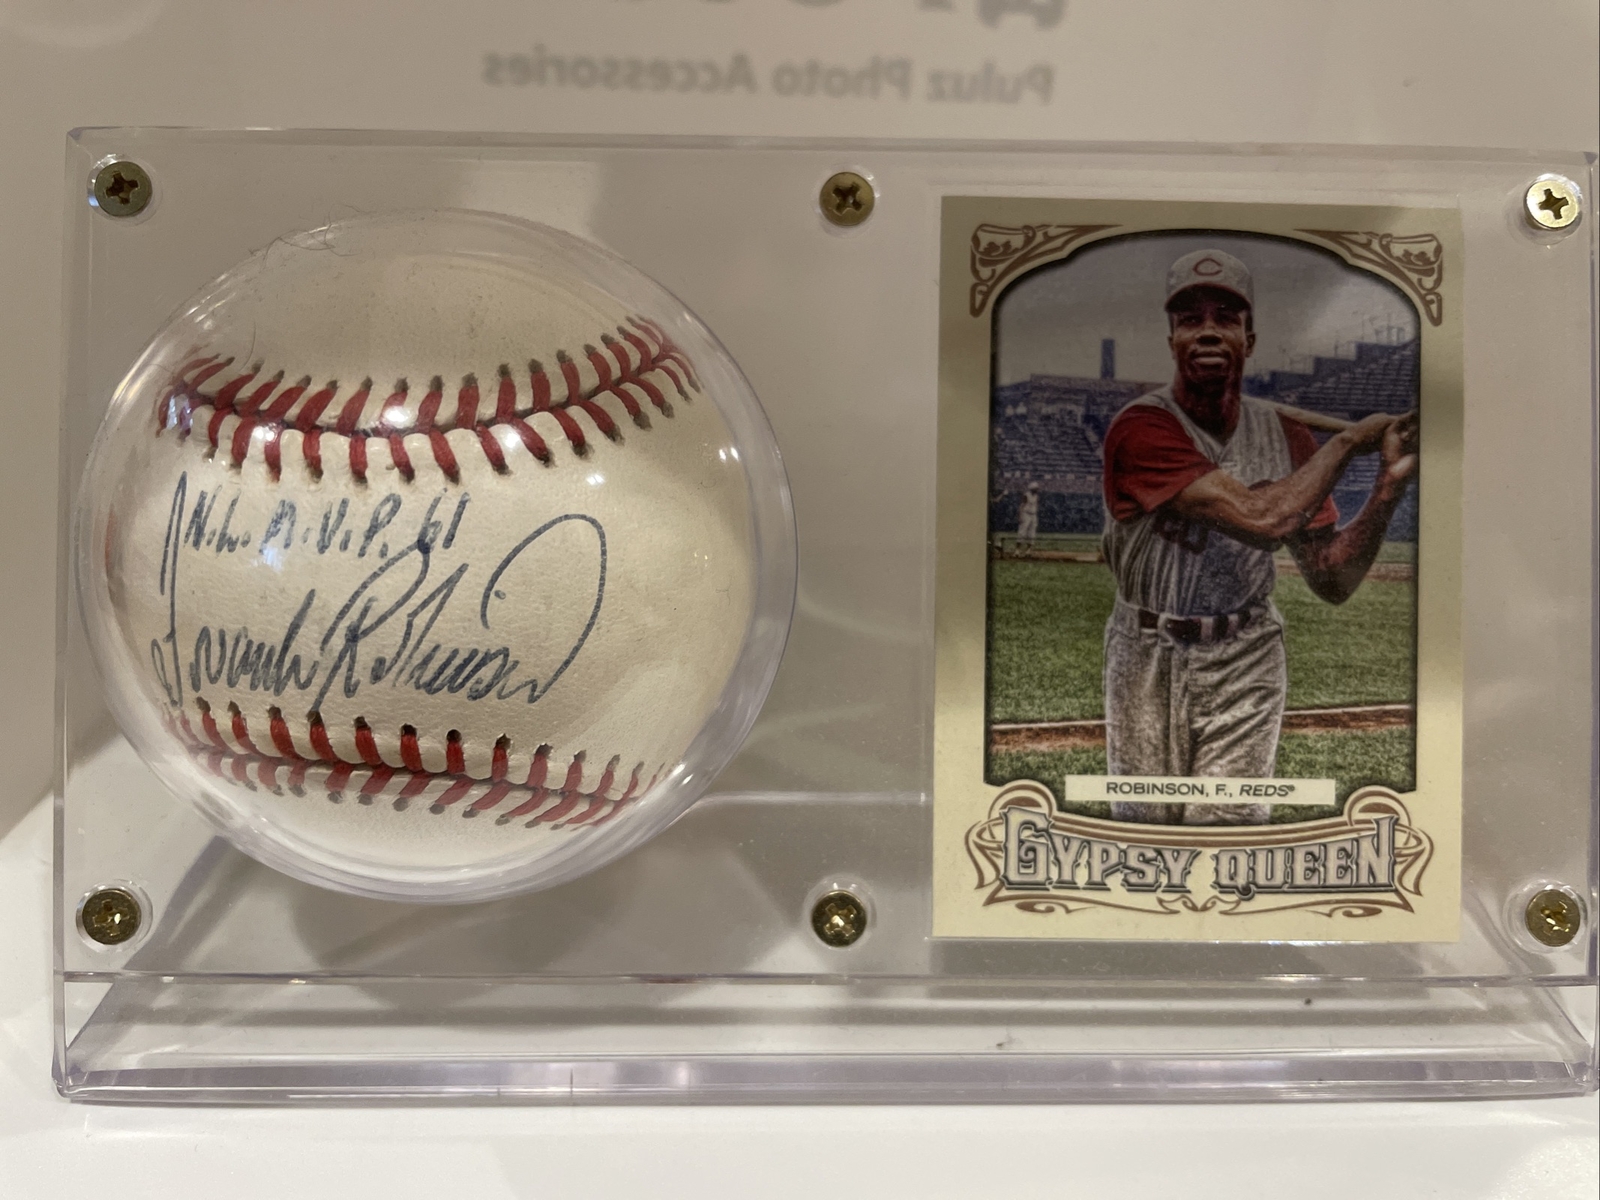 Puluz Photo Accessories
N.L. M.V.P. 61
Frank Robinson
C
ROBINSON, F., REDS®
GYPSY QUEEN